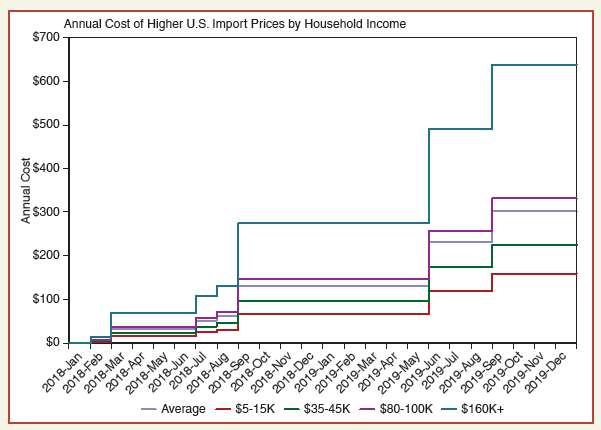 Annual Cost of Higher U.S. Import Prices by Household Income
$700
$600
$500
$400
$300
$200
$100
$0
Annual Cost
2018-Jan
2018-Feb
2018-Mar
2018-Apr
2018-May
2018-Jun
2018-Jul
2018-Aug
2018-Sep
2018-Oct
2018-Nov
2018-Dec
2019-Jan
2019-Feb
2019-Mar
2019-Apr
2019-May
2019-Jun
2019-Jul
2019-Aug
2019-Sep
2019-Oct
2019-Nov
2019-Dec
Average $5-15K $35-45K $80-100K $160K+